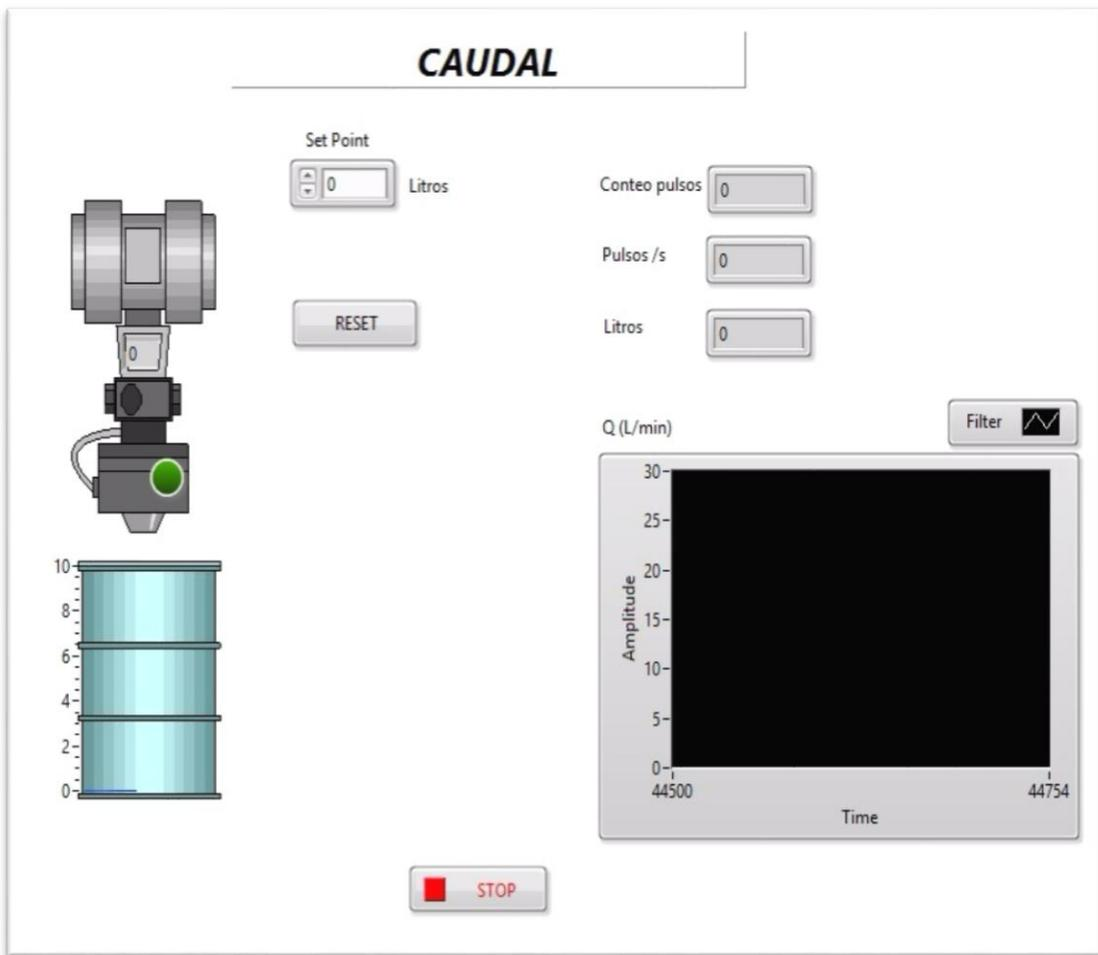 CAUDAL
Set Point
0
Litros
Conteo pulsos
0
Pulsos /s
0
RESET
Litros
0
0
Q (L/min)
Filter
10
8
6
4
2
0
30
25
20
15
10
5
0
Amplitude
44500
44754
Time
STOP